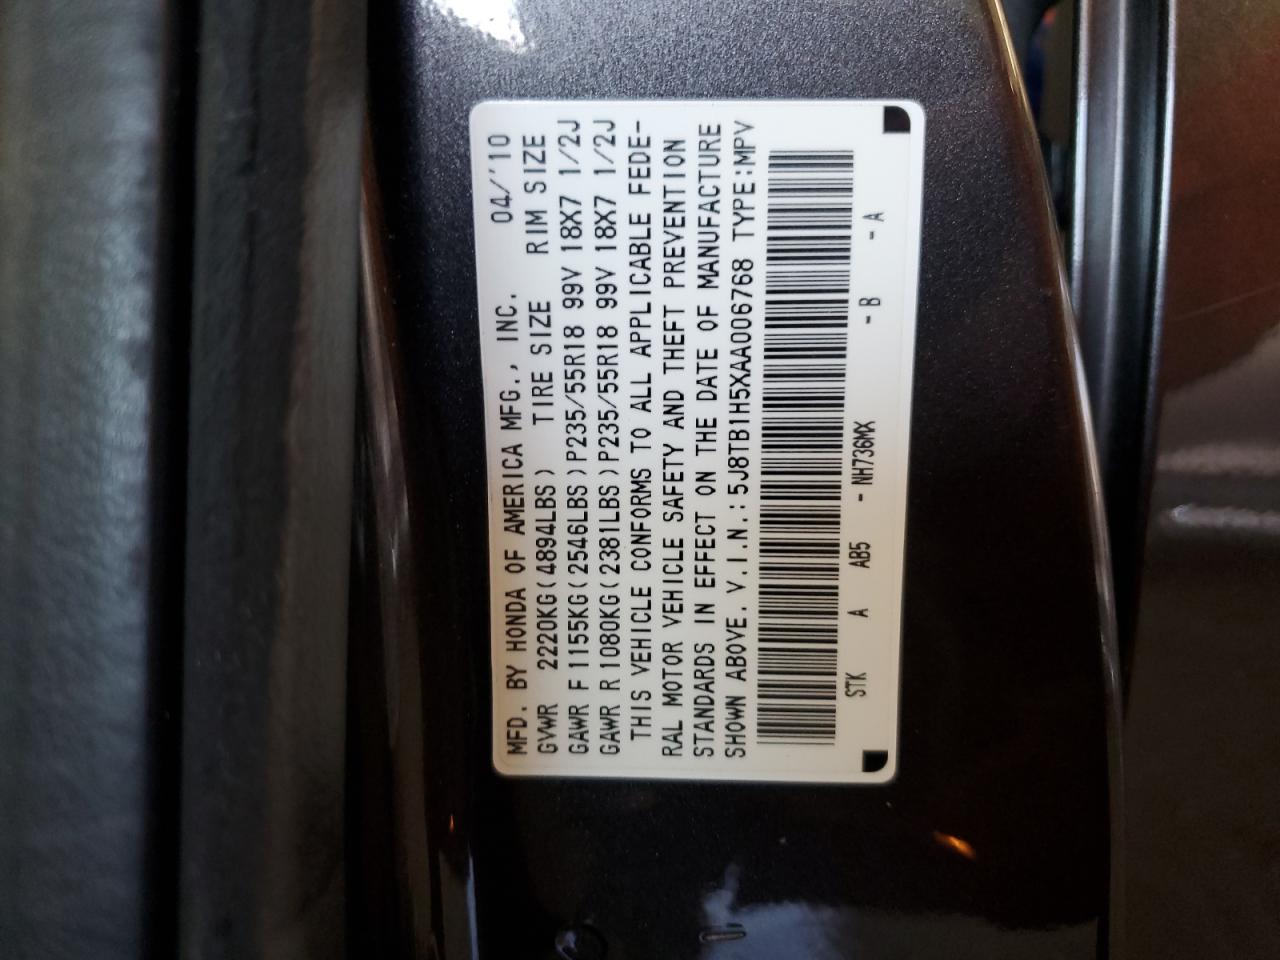 MFD. BY HONDA OF AMERICA MFG., INC. 04/'10
GVWR 2220KG(4894LBS) TIRE SIZE RIM SIZE
GAWR F 1155KG(2546LBS)P235/55R18 99V 18X7 1/2J
GAWR R 1080KG(2381LBS)P235/55R18 99V 18X7 1/2J
THIS VEHICLE CONFORMS TO ALL APPLICABLE FEDE-
RAL MOTOR VEHICLE SAFETY AND THEFT PREVENTION
STANDARDS IN EFFECT ON THE DATE OF MANUFACTURE
SHOWN ABOVE. V.I.N.:5J8TB1H5XAA006768 TYPE:MPV
STK A AB5 - NH736MX - B - A